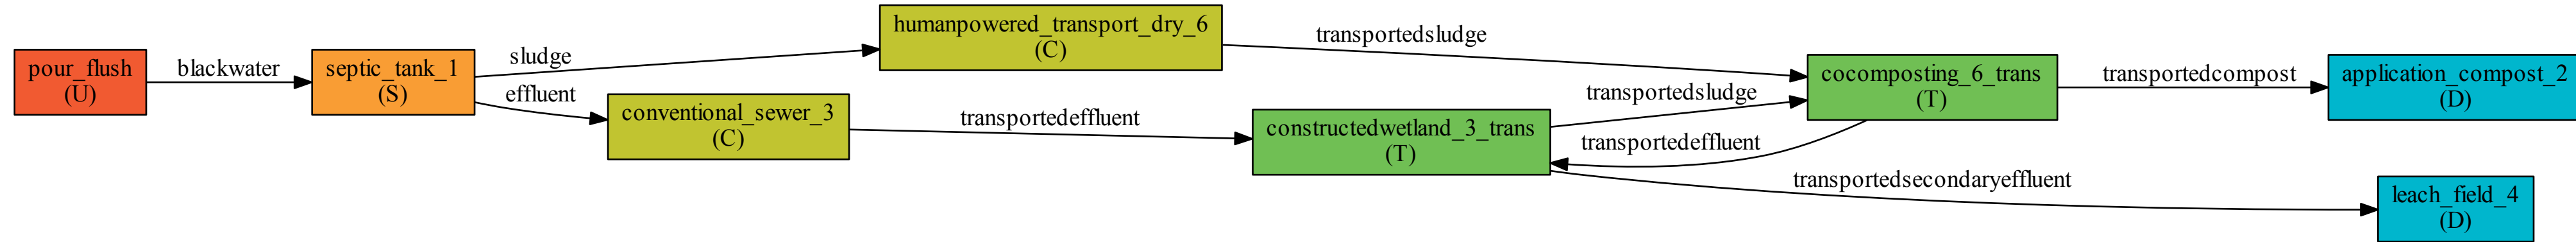 pour_flush
(U)
blackwater
septic_tank_1
(S)
sludge
effluent
humanpowered_transport_dry_6
(C)
conventional_sewer_3
(C)
transportedsludge
transportedeffluent
constructedwetland_3_trans
(T)
transportedsludge
transportedeffluent
cocomposting_6_trans
(T)
transportedcompost
transportedsecondaryeffluent
application_compost_2
(D)
leach_field_4
(D)